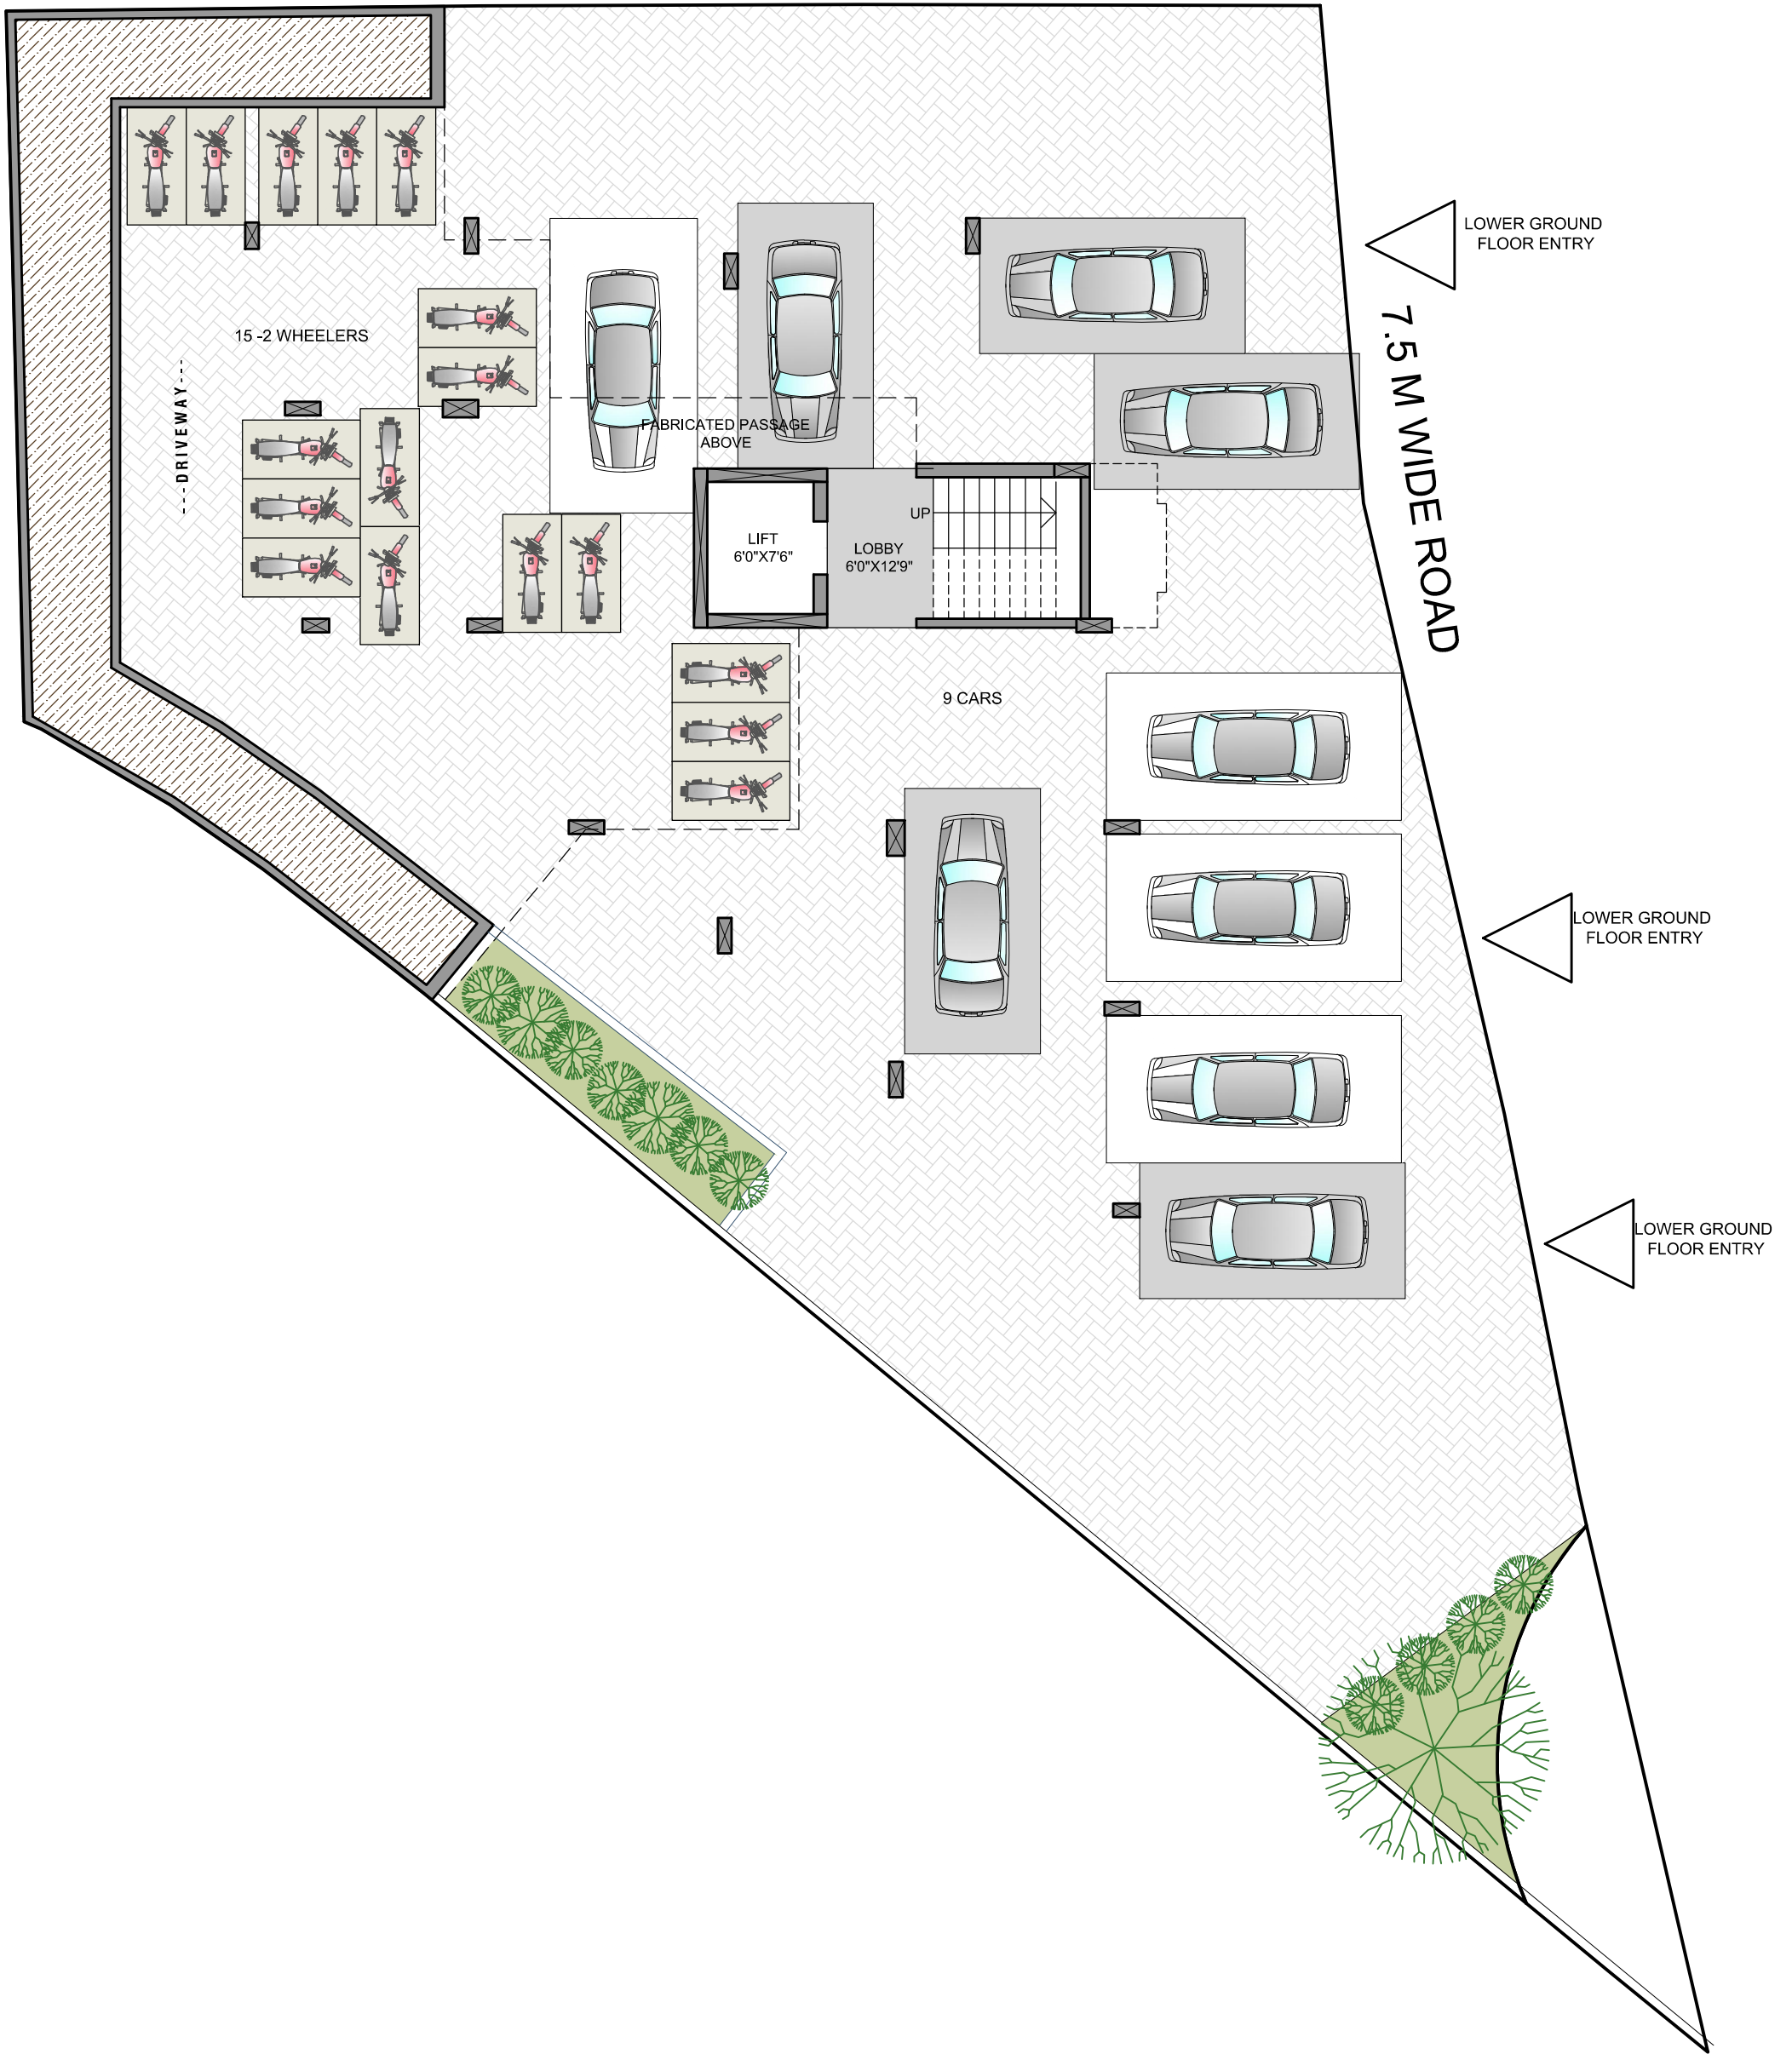 LOWER GROUND
FLOOR ENTRY
15 -2 WHEELERS
---DRIVEWAY---
7.5 M WIDE ROAD
FABRICATED PASSAGE
ABOVE
UP
LIFT
6'0"X7'6"
LOBBY
6'0"X12'9"
9 CARS
LOWER GROUND
FLOOR ENTRY
LOWER GROUND
FLOOR ENTRY